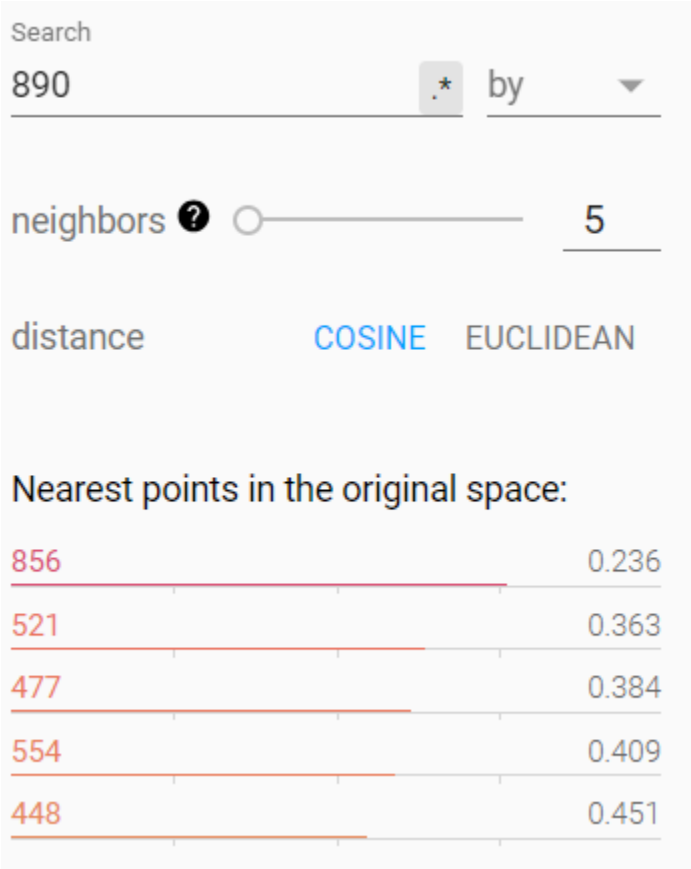 Search
890 .* by
neighbors ? 5
distance COSINE EUCLIDEAN
Nearest points in the original space:
856 0.236
521 0.363
477 0.384
554 0.409
448 0.451